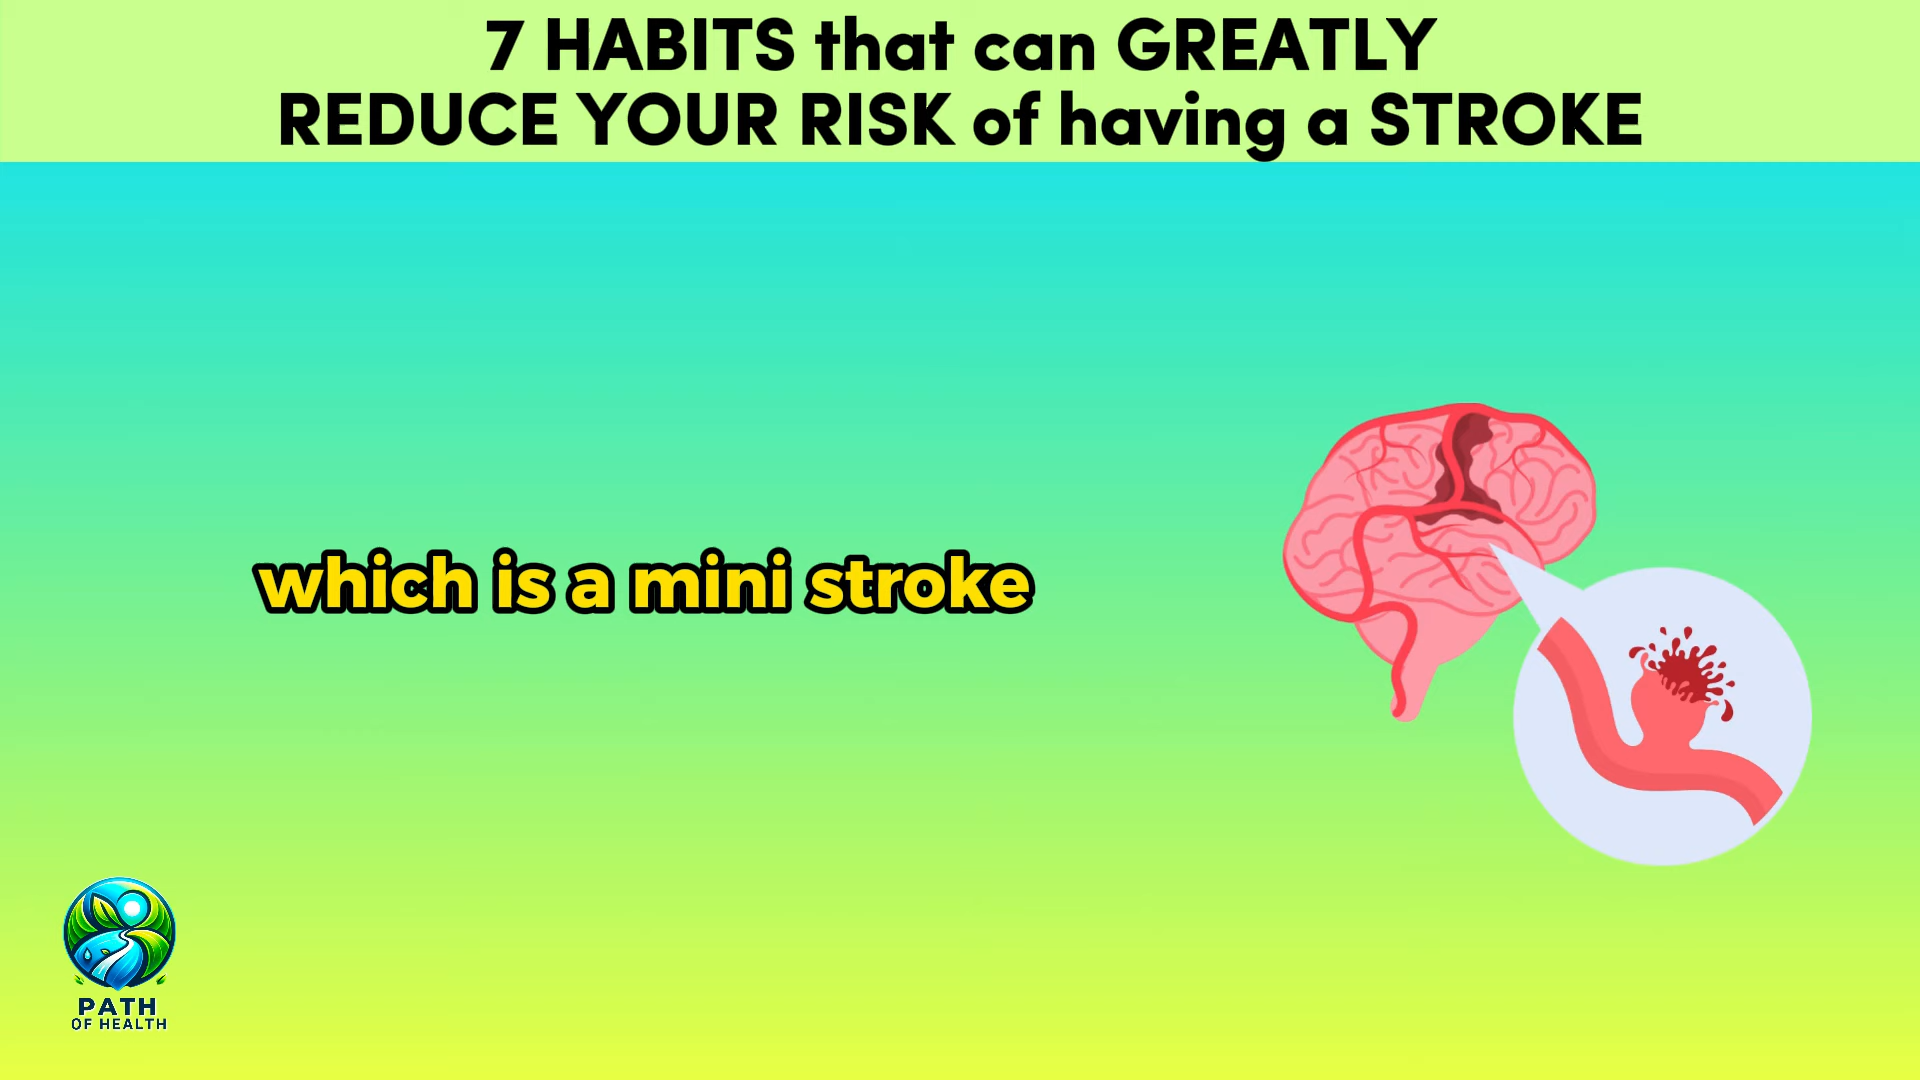 7 HABITS that can GREATLY
REDUCE YOUR RISK of having a STROKE
which is a mini stroke
PATH
OF HEALTH